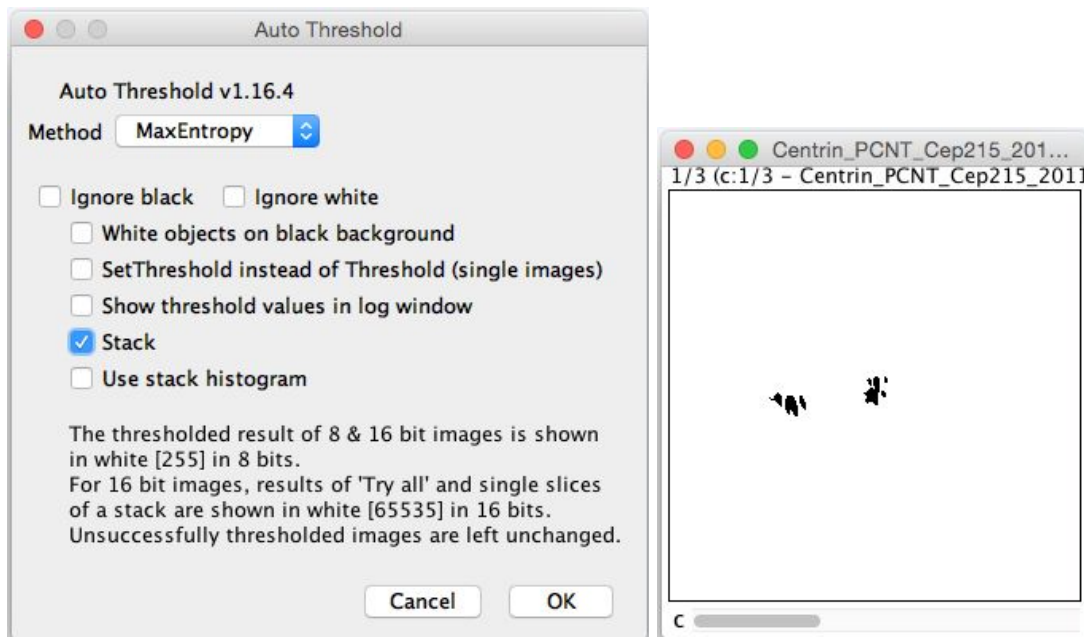 Auto Threshold
Auto Threshold v1.16.4
Method MaxEntropy
Ignore black Ignore white
White objects on black background
SetThreshold instead of Threshold (single images)
Show threshold values in log window
Stack
Use stack histogram
The thresholded result of 8 & 16 bit images is shown
in white [255] in 8 bits.
For 16 bit images, results of 'Try all' and single slices
of a stack are shown in white [65535] in 16 bits.
Unsuccessfully thresholded images are left unchanged.
Cancel OK
Centrin_PCNT_Cep215_201...
1/3 (c:1/3 - Centrin_PCNT_Cep215_2011
c